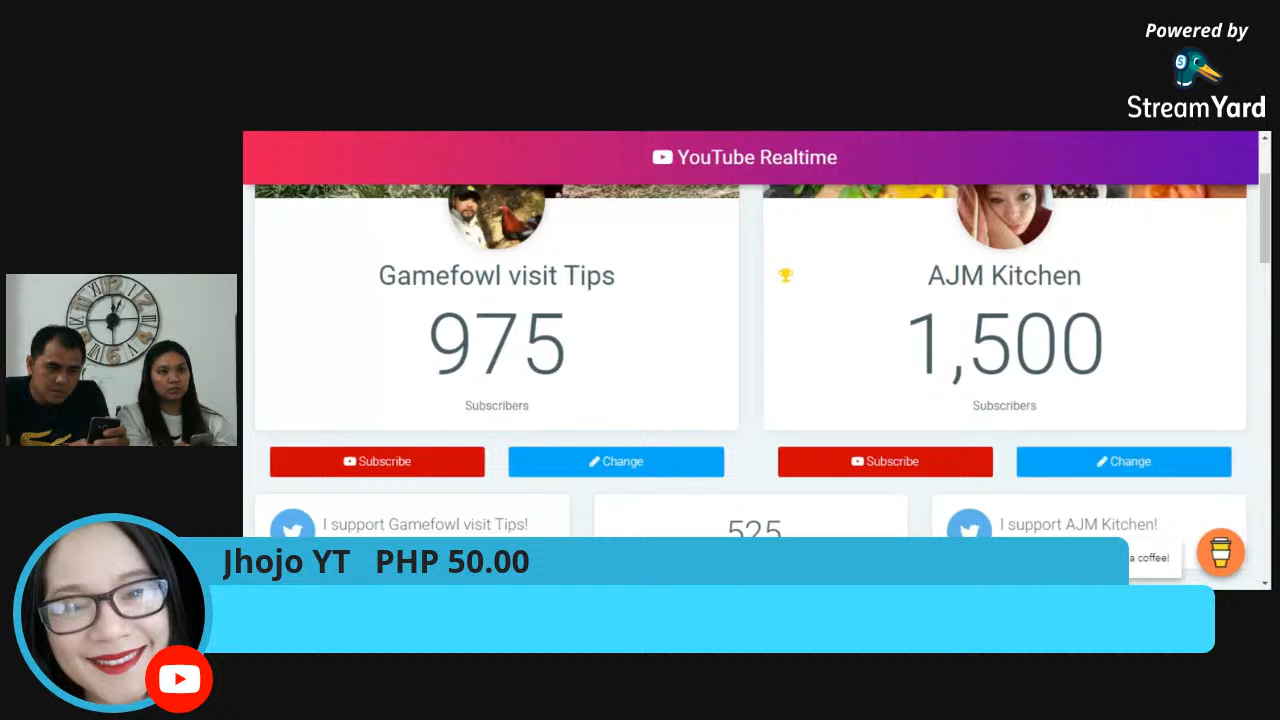 Powered by
StreamYard
YouTube Realtime
Gamefowl visit Tips
975
Subscribers
Subscribe
Change
AJM Kitchen
1,500
Subscribers
Subscribe
Change
I support Gamefowl visit Tips!
525
I support AJM Kitchen!
a coffee!
Jhojo YT PHP 50.00